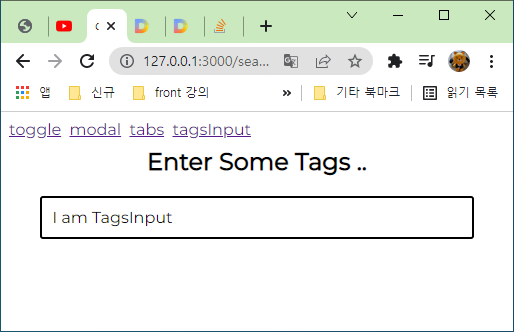 127.0.0.1:3000/sea...
앱 신규 front 강의 » 기타 북마크 읽기 목록
toggle modal tabs tagsInput
Enter Some Tags ..
I am TagsInput